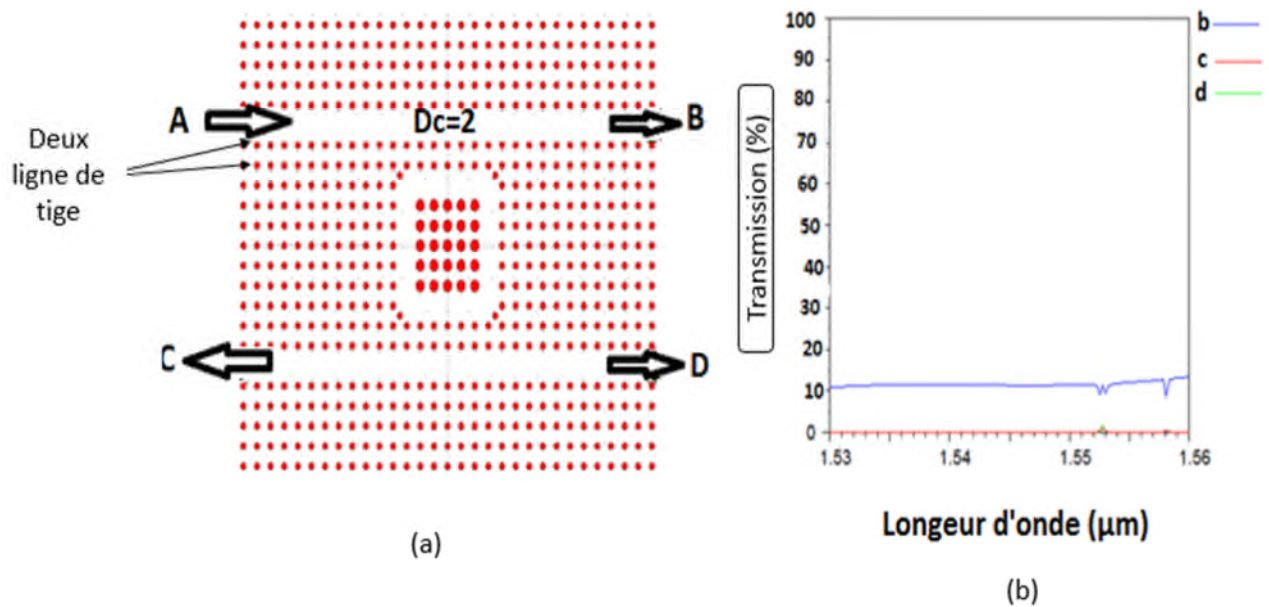 A
Dc=2
B
Deux
ligne de
tige
C
D
(a)
Transmission (%)
100
90
80
70
60
50
40
30
20
10
0
1.53
1.54
1.55
1.56
b
c
d
Longeur d'onde (µm)
(b)